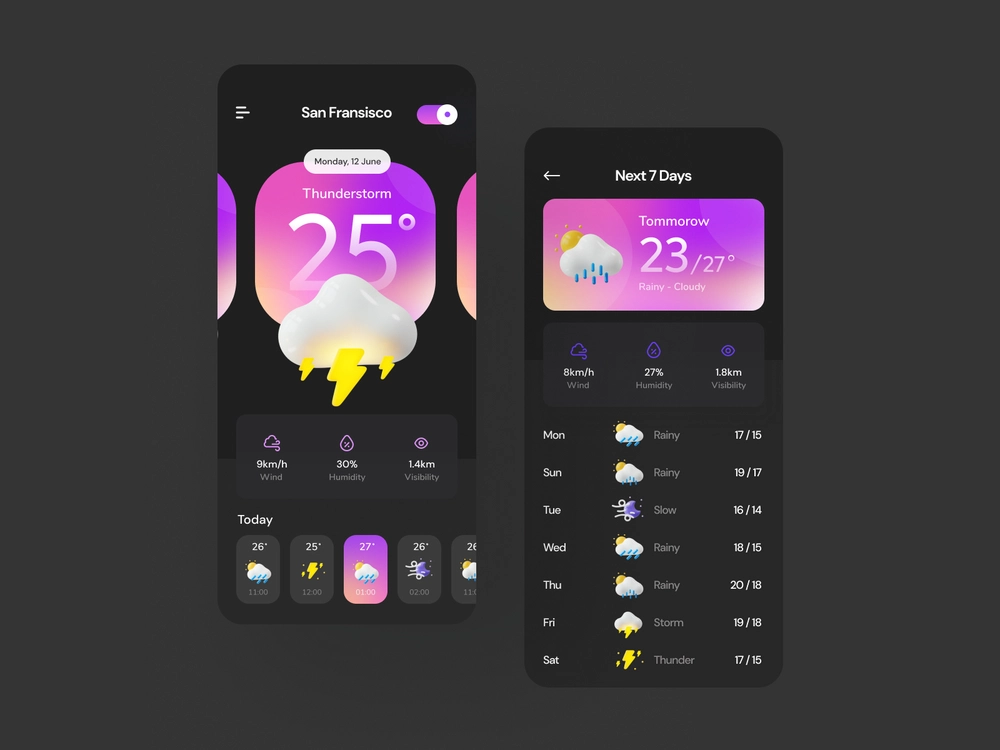 San Fransisco
Monday, 12 June
Thunderstorm
25°
9km/h 30% 1.4km
Wind Humidity Visibility
Today
26° 25° 27° 26° 26
11:00 12:00 01:00 02:00 11:0
Next 7 Days
Tommorow
23/27°
Rainy - Cloudy
8km/h 27% 1.8km
Wind Humidity Visibility
Mon Rainy 17 / 15
Sun Rainy 19 / 17
Tue Slow 16 / 14
Wed Rainy 18 / 15
Thu Rainy 20 / 18
Fri Storm 19 / 18
Sat Thunder 17 / 15